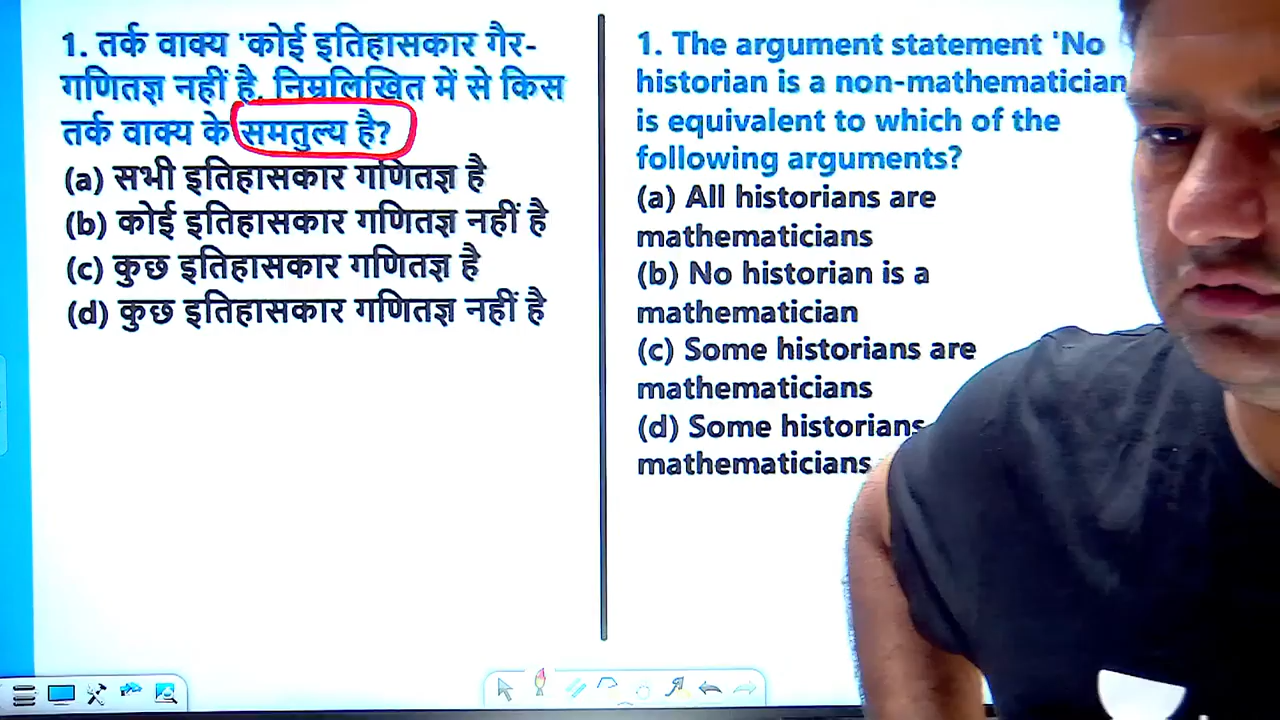 1. तर्क वाक्य 'कोई इतिहासकार गैर-
गणितज्ञ नहीं है, निम्नलिखित में से किस
तर्क वाक्य के समतुल्य है?
(a) सभी इतिहासकार गणितज्ञ है
(b) कोई इतिहासकार गणितज्ञ नहीं है
(c) कुछ इतिहासकार गणितज्ञ है
(d) कुछ इतिहासकार गणितज्ञ नहीं है
1. The argument statement 'No
historian is a non-mathematician
is equivalent to which of the
following arguments?
(a) All historians are
mathematicians
(b) No historian is a
mathematician
(c) Some historians are
mathematicians
(d) Some historians
mathematicians